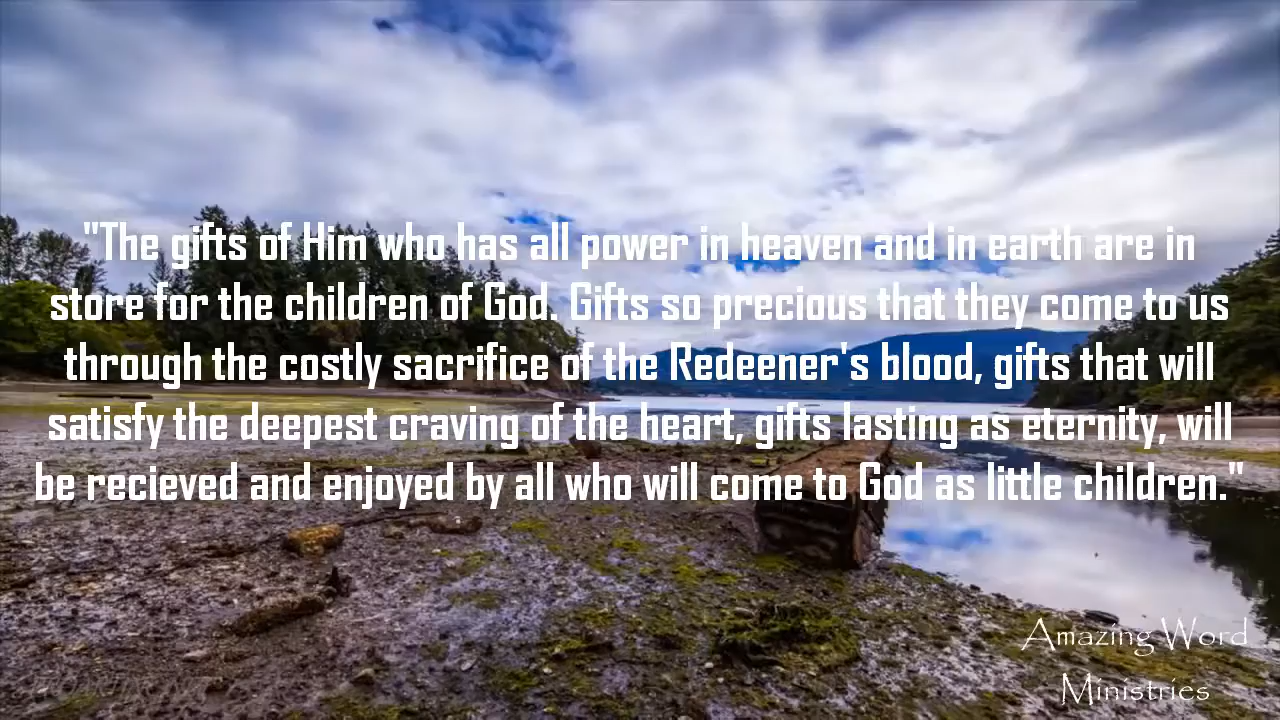 "The gifts of Him who has all power in heaven and in earth are in
store for the children of God. Gifts so precious that they come to us
through the costly sacrifice of the Redeener's blood, gifts that will
satisfy the deepest craving of the heart, gifts lasting as eternity, will
be recieved and enjoyed by all who will come to God as little children."
Amazing Word
Ministries